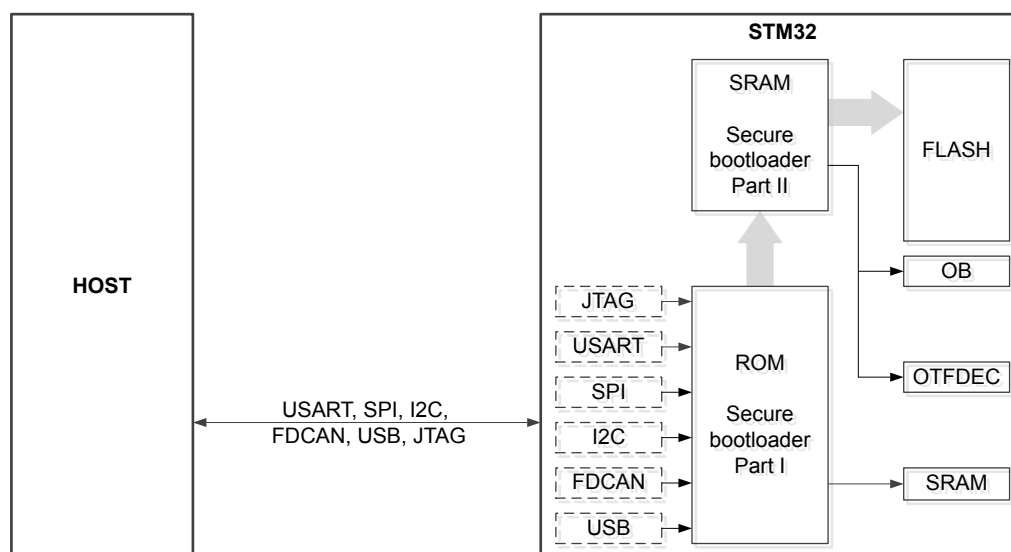 STM32
SRAM
Secure
bootloader
Part II
FLASH
OB
HOST
JTAG
USART
SPI
I2C
FDCAN
USB
ROM
Secure
bootloader
Part I
OTFDEC
SRAM
USART, SPI, I2C,
FDCAN, USB, JTAG